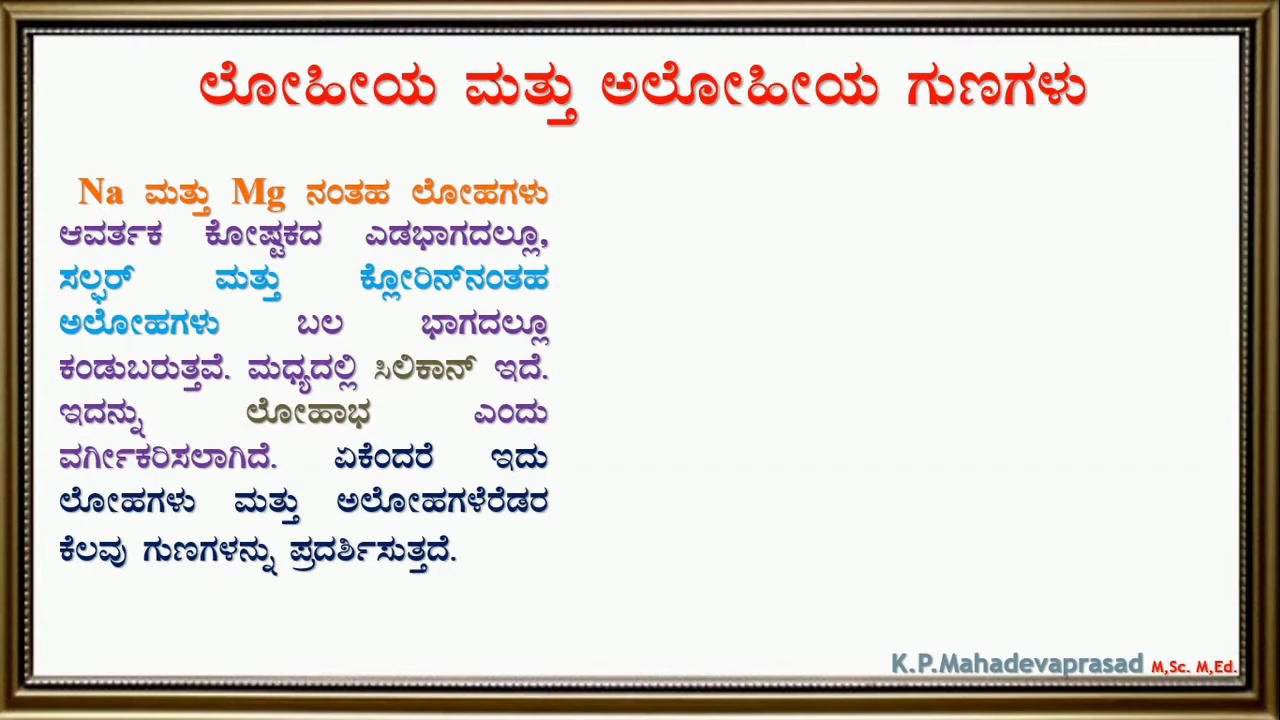 ಲೋಹೀಯ ಮತ್ತು ಅಲೋಹೀಯ ಗುಣಗಳು
Na ಮತ್ತು Mg ನಂತಹ ಲೋಹಗಳು
ಆವರ್ತಕ ಕೋಷ್ಟಕದ ಎಡಭಾಗದಲ್ಲೂ,
ಸಲ್ಫರ್ ಮತ್ತು ಕ್ಲೋರಿನ್‌ನಂತಹ
ಅಲೋಹಗಳು ಬಲ ಭಾಗದಲ್ಲೂ
ಕಂಡುಬರುತ್ತವೆ. ಮಧ್ಯದಲ್ಲಿ ಸಿಲಿಕಾನ್ ಇದೆ.
ಇದನ್ನು ಲೋಹಾಭ ಎಂದು
ವರ್ಗೀಕರಿಸಲಾಗಿದೆ. ಏಕೆಂದರೆ ಇದು
ಲೋಹಗಳು ಮತ್ತು ಅಲೋಹಗಳೆರೆಡರ
ಕೆಲವು ಗುಣಗಳನ್ನು ಪ್ರದರ್ಶಿಸುತ್ತದೆ.
K.P.Mahadevaprasad M,Sc. M,Ed.